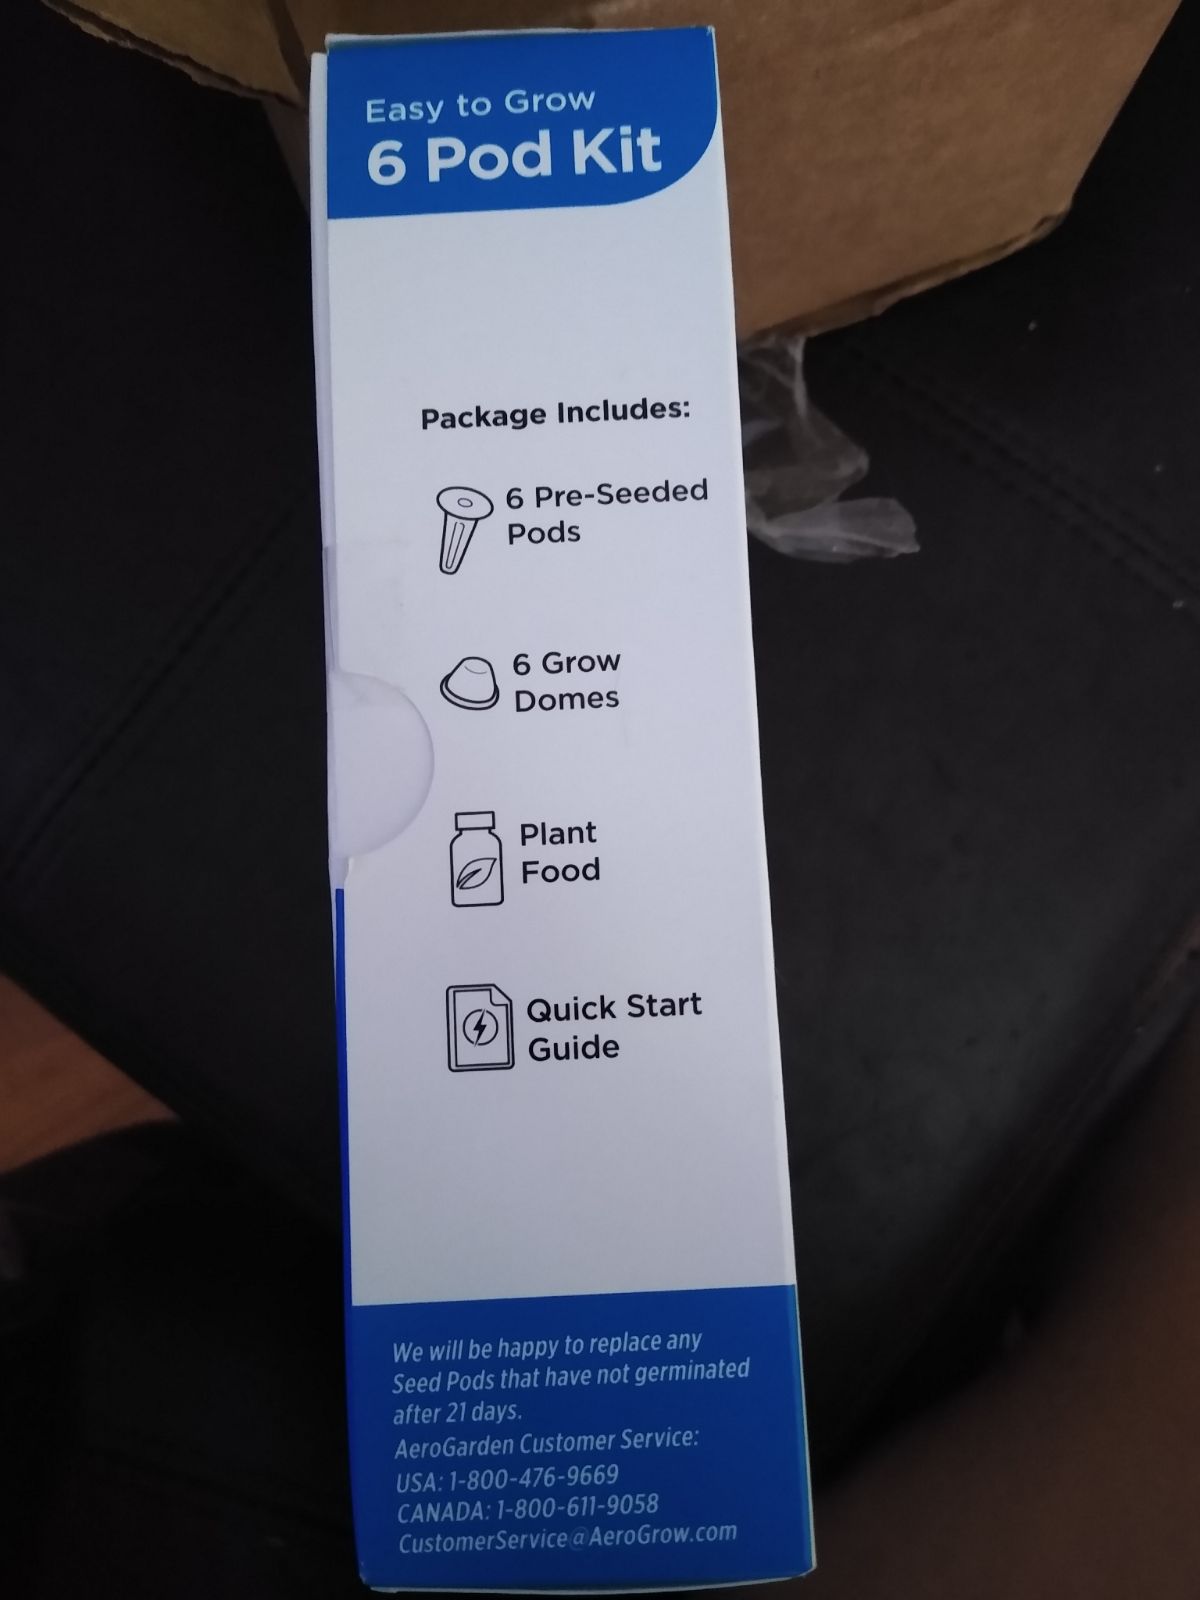 Easy to Grow
6 Pod Kit
Package Includes:
6 Pre-Seeded
Pods
6 Grow
Domes
Plant
Food
Quick Start
Guide
We will be happy to replace any
Seed Pods that have not germinated
after 21 days.
AeroGarden Customer Service:
USA: 1-800-476-9669
CANADA: 1-800-611-9058
CustomerService@AeroGrow.com